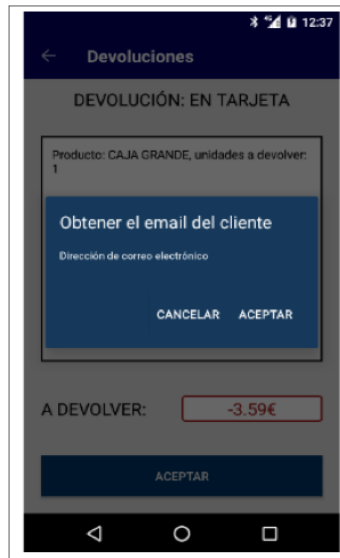 12:37
Devoluciones
DEVOLUCIÓN: EN TARJETA
Producto: CAJA GRANDE, unidades a devolver:
1
Obtener el email del cliente
Dirección de correo electrónico
CANCELAR ACEPTAR
A DEVOLVER: -3.59€
ACEPTAR